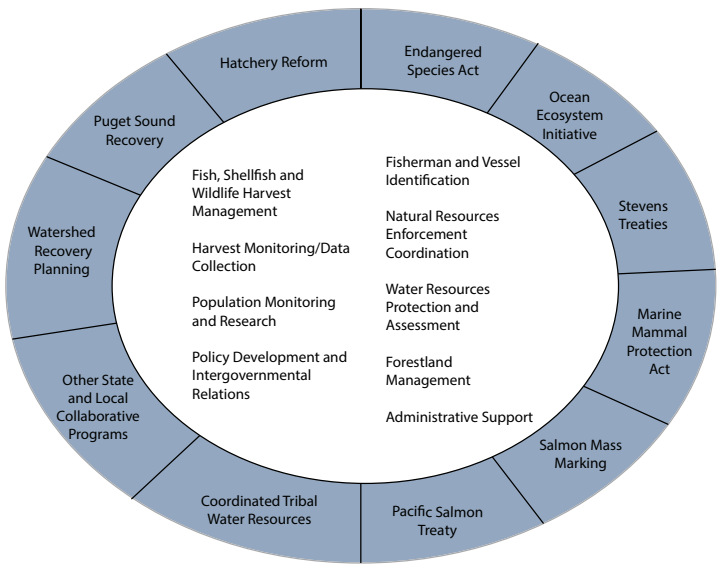 Hatchery Reform
Endangered
Species Act
Ocean
Ecosystem
Initiative
Stevens
Treaties
Marine
Mammal
Protection
Act
Salmon Mass
Marking
Pacific Salmon
Treaty
Coordinated Tribal
Water Resources
Other State
and Local
Collaborative
Programs
Watershed
Recovery
Planning
Puget Sound
Recovery
Fish, Shellfish and
Wildlife Harvest
Management
Harvest Monitoring/Data
Collection
Population Monitoring
and Research
Policy Development and
Intergovernmental
Relations
Fisherman and Vessel
Identification
Natural Resources
Enforcement
Coordination
Water Resources
Protection and
Assessment
Forestland
Management
Administrative Support